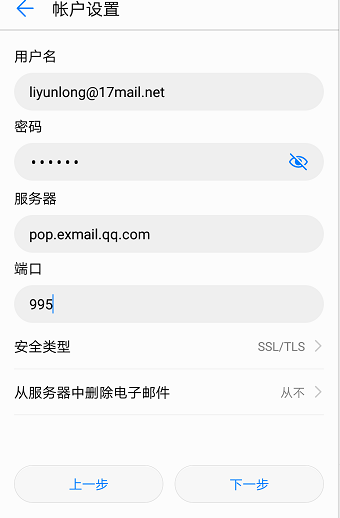 帐户设置
用户名
liyunlong@17mail.net
密码
••••••
服务器
pop.exmail.qq.com
端口
995
安全类型 SSL/TLS
从服务器中删除电子邮件 从不
上一步 下一步